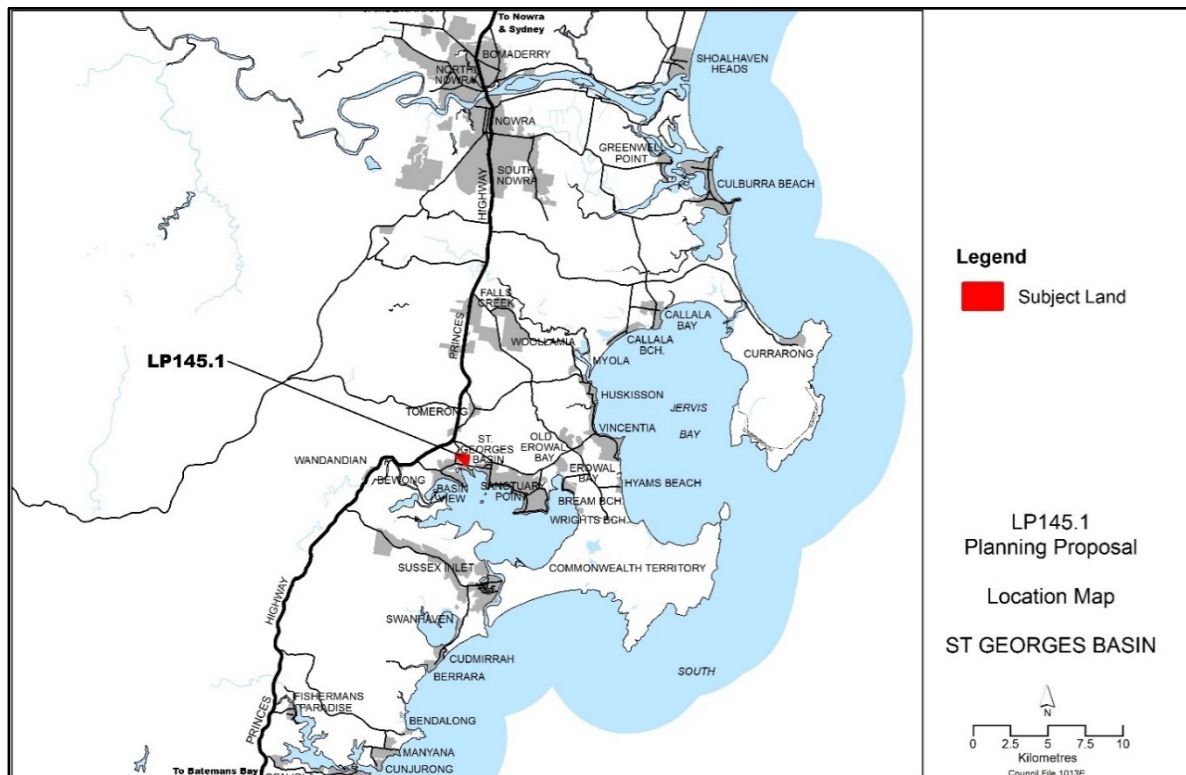 To Nowra
& Sydney
BOMADERRY
NORTH
NOWRA
SHOALHAVEN
HEADS
NOWRA
GREENWELL
POINT
SOUTH
NOWRA
CULBURRA BEACH
HIGHWAY
FALLS
CREEK
CALLALA
BAY
WOOLLAMIA
CALLALA
BCH.
CURRARONG
PRINCES
MYOLA
LP145.1
HUSKISSON
JERVIS
BAY
TOMERONG
VINCENTIA
ST.
GEORGES
BASIN
OLD
EROWAL
BAY
WANDANDIAN
EROWAL
BAY
BEWONG
BASIN
VIEW
SANCTUARY
POINT
HYAMS BEACH
BREAM BCH.
WRIGHTS BCH.
SUSSEX INLET
COMMONWEALTH TERRITORY
HIGHWAY
SWANHAVEN
CUDMIRRAH
BERRARA
SOUTH
FISHERMANS
PARADISE
PRINCES
BENDALONG
MANYANA
CUNJURONG
To Batemans Bay
Legend
Subject Land
LP145.1
Planning Proposal
Location Map
ST GEORGES BASIN
N
0 2.5 5 7.5 10
Kilometres
Council File 1013E